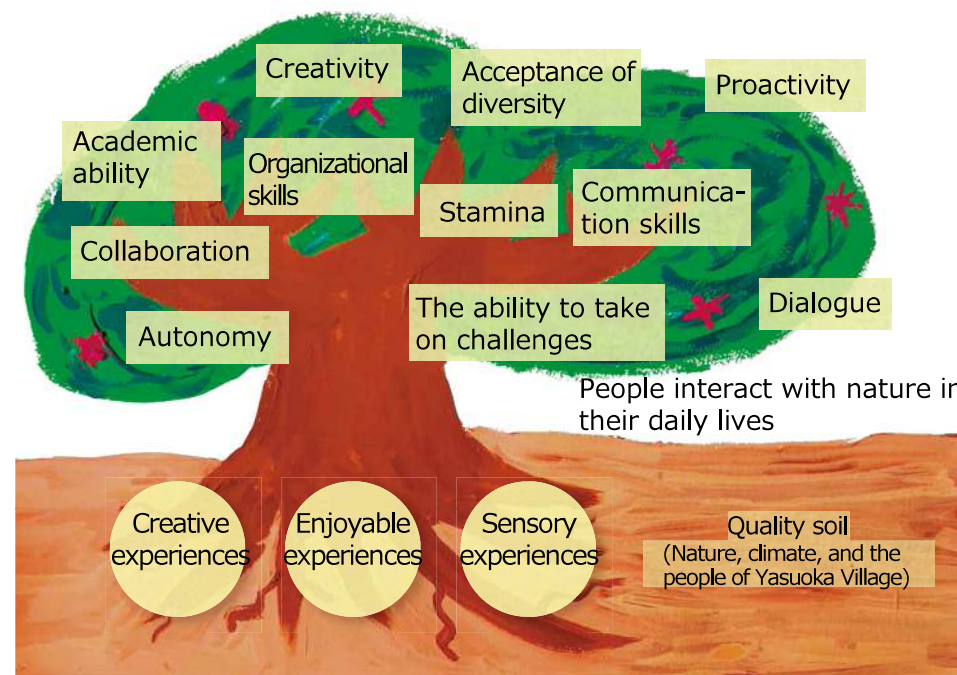 Creativity
Acceptance of
diversity
Proactivity
Academic
ability
Organizational
skills
Stamina
Communica-
tion skills
Collaboration
Autonomy
The ability to take
on challenges
Dialogue
People interact with nature in
their daily lives
Creative
experiences
Enjoyable
experiences
Sensory
experiences
Quality soil
(Nature, climate, and the
people of Yasuoka Village)